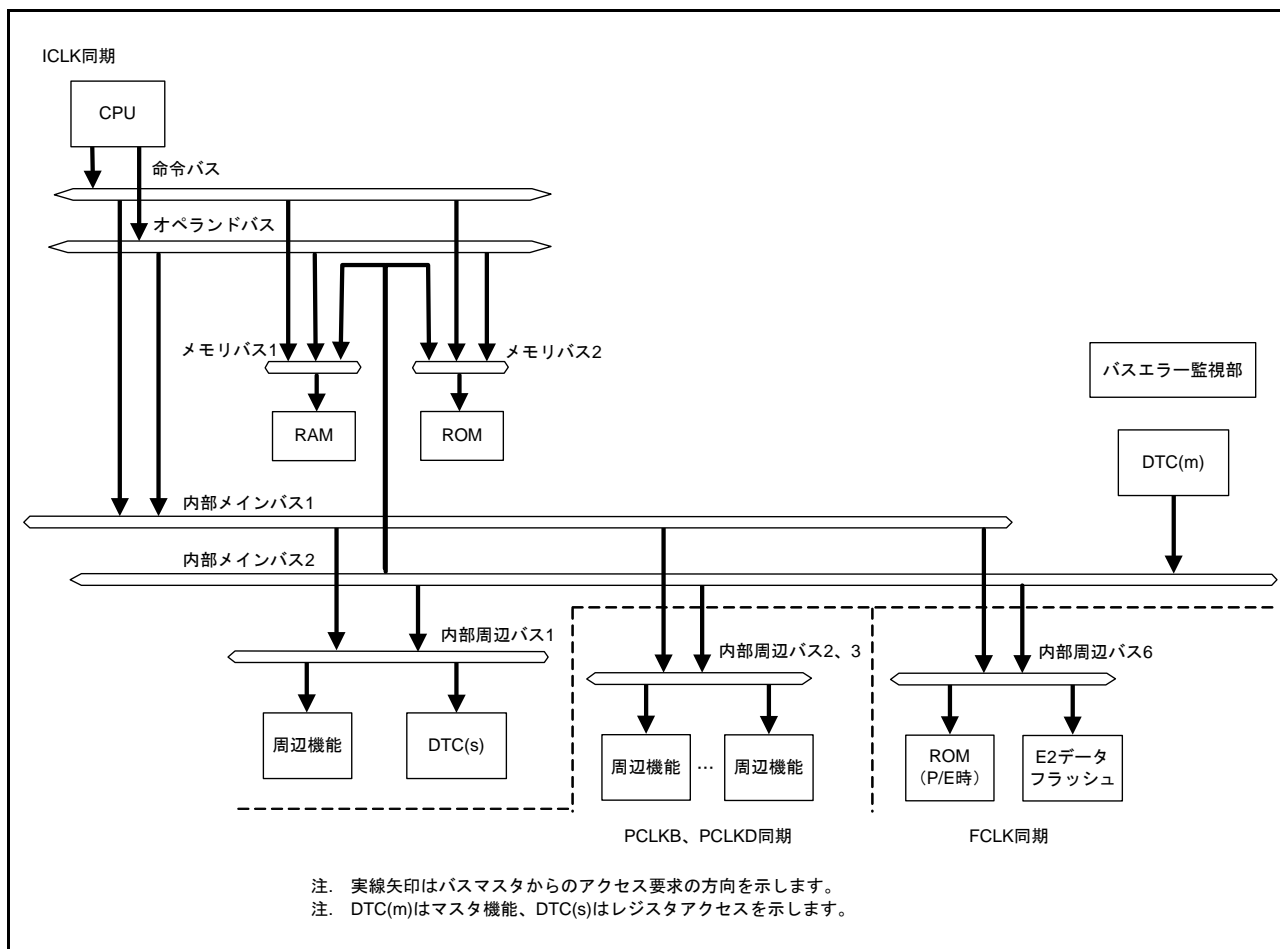 ICLK同期
CPU
命令バス
オペランドバス
メモリバス1
メモリバス2
バスエラー監視部
RAM
ROM
DTC(m)
内部メインバス1
内部メインバス2
内部周辺バス1
内部周辺バス2、3
内部周辺バス6
周辺機能
DTC(s)
周辺機能
…
周辺機能
ROM
（P/E時）
E2データ
フラッシュ
PCLKB、PCLKD同期
FCLK同期
注. 実線矢印はバスマスタからのアクセス要求の方向を示します。
注. DTC(m)はマスタ機能、DTC(s)はレジスタアクセスを示します。